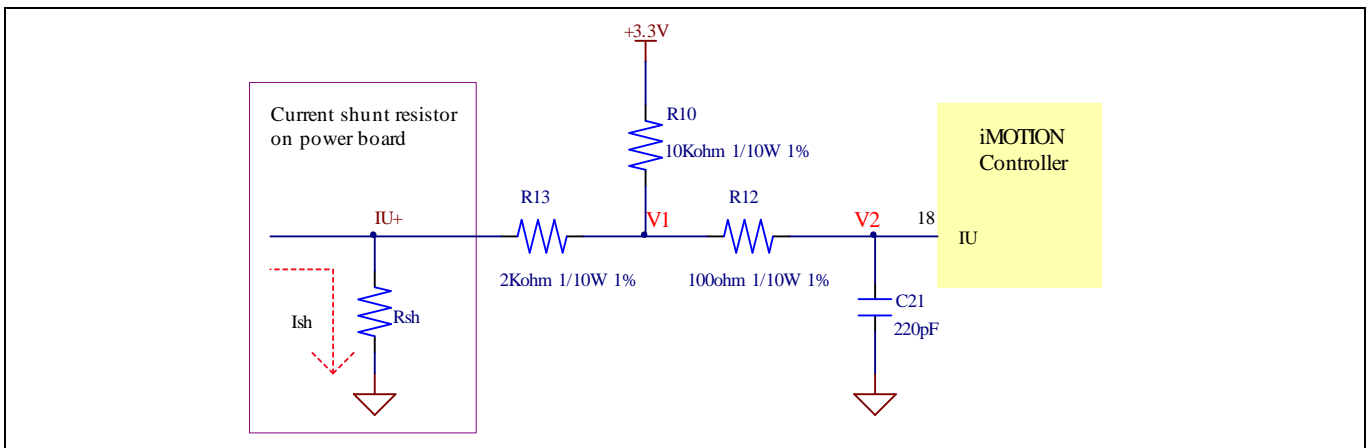 +3.3V
Current shunt resistor
on power board
R10
10Kohm 1/10W 1%
iMOTION
Controller
R13
R12
IU+
V1
V2
18
IU
2Kohm 1/10W 1%
100ohm 1/10W 1%
C21
220pF
Ish
Rsh